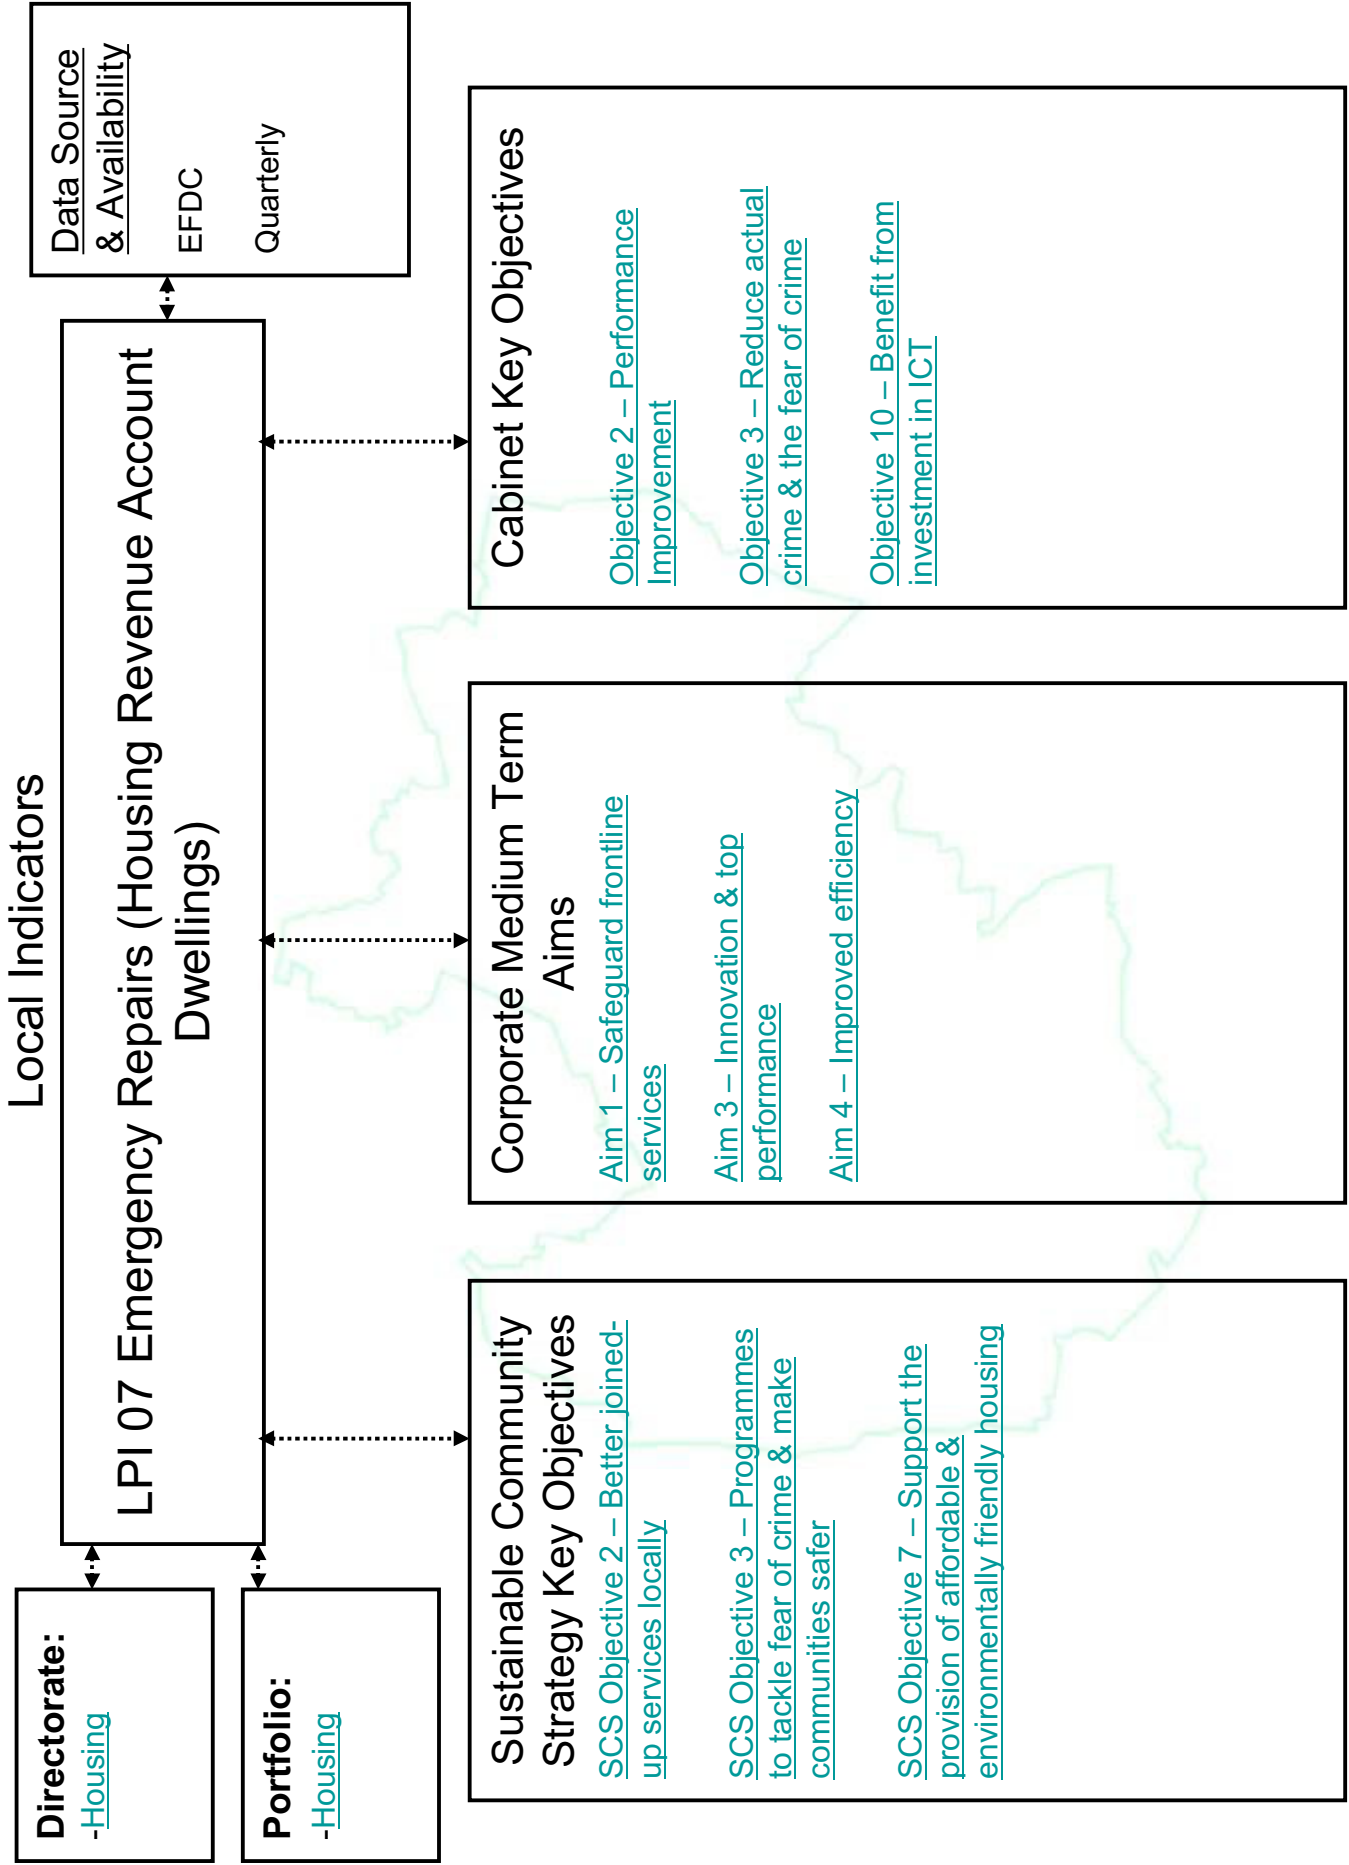 Local Indicators
Directorate:
-Housing
Portfolio:
-Housing
LPI 07 Emergency Repairs (Housing Revenue Account
Dwellings)
Data Source
& Availability
EFDC
Quarterly
Sustainable Community
Strategy Key Objectives
SCS Objective 2 – Better joined-
up services locally
SCS Objective 3 – Programmes
to tackle fear of crime & make
communities safer
SCS Objective 7 – Support the
provision of affordable &
environmentally friendly housing
Corporate Medium Term
Aims
Aim 1 – Safeguard frontline
services
Aim 3 – Innovation & top
performance
Aim 4 – Improved efficiency
Cabinet Key Objectives
Objective 2 – Performance
Improvement
Objective 3 – Reduce actual
crime & the fear of crime
Objective 10 – Benefit from
investment in ICT